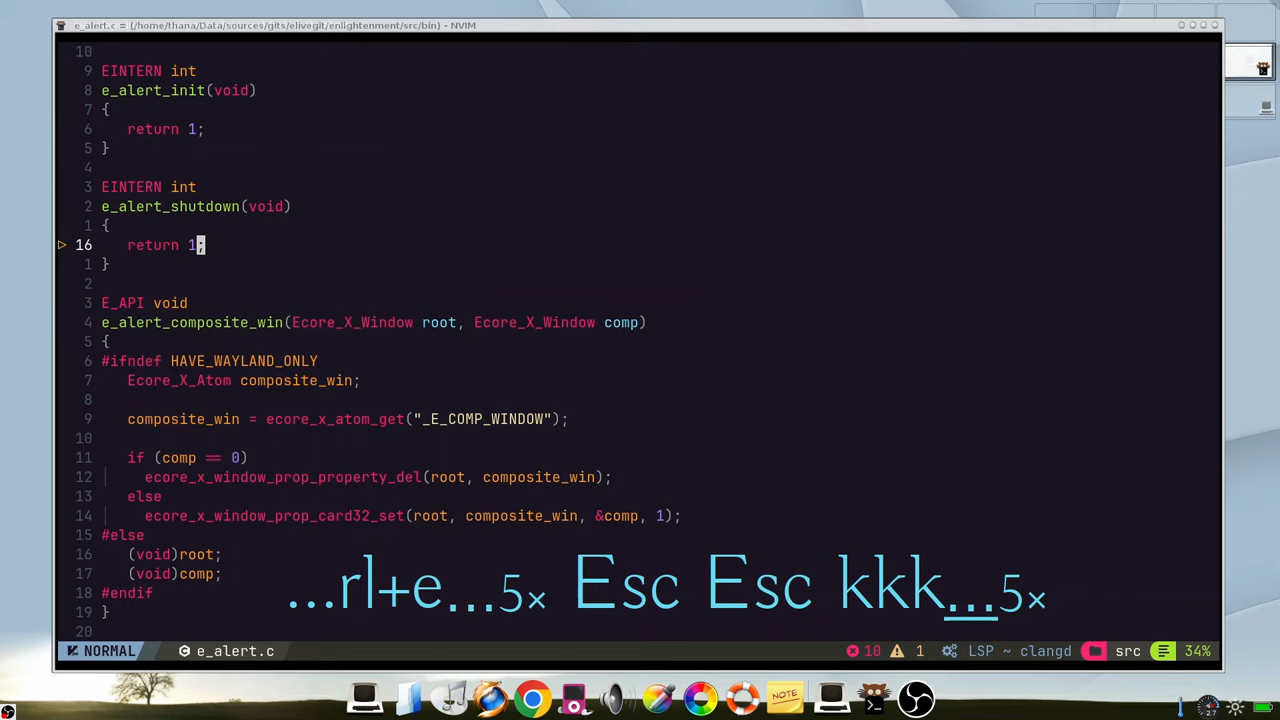 e_alert.c = (/home/thana/Data/sources/gits/elivegit/enlightenment/src/bin) - NVIM
10
9 EINTERN int
8 e_alert_init(void)
7 {
6 return 1;
5 }
4
3 EINTERN int
2 e_alert_shutdown(void)
1 {
16 return 1;
1 }
2
3 E_API void
4 e_alert_composite_win(Ecore_X_Window root, Ecore_X_Window comp)
5 {
6 #ifndef HAVE_WAYLAND_ONLY
7 Ecore_X_Atom composite_win;
8
9 composite_win = ecore_x_atom_get("_E_COMP_WINDOW");
10
11 if (comp == 0)
12 ecore_x_window_prop_property_del(root, composite_win);
13 else
14 ecore_x_window_prop_card32_set(root, composite_win, &comp, 1);
15 #else
16 (void)root;
17 (void)comp;
18 #endif
19 }
20
...rl+e...5× Esc Esc kkk...5×
NORMAL e_alert.c 10 1 LSP ~ clangd src 34%
NOTE
2.7